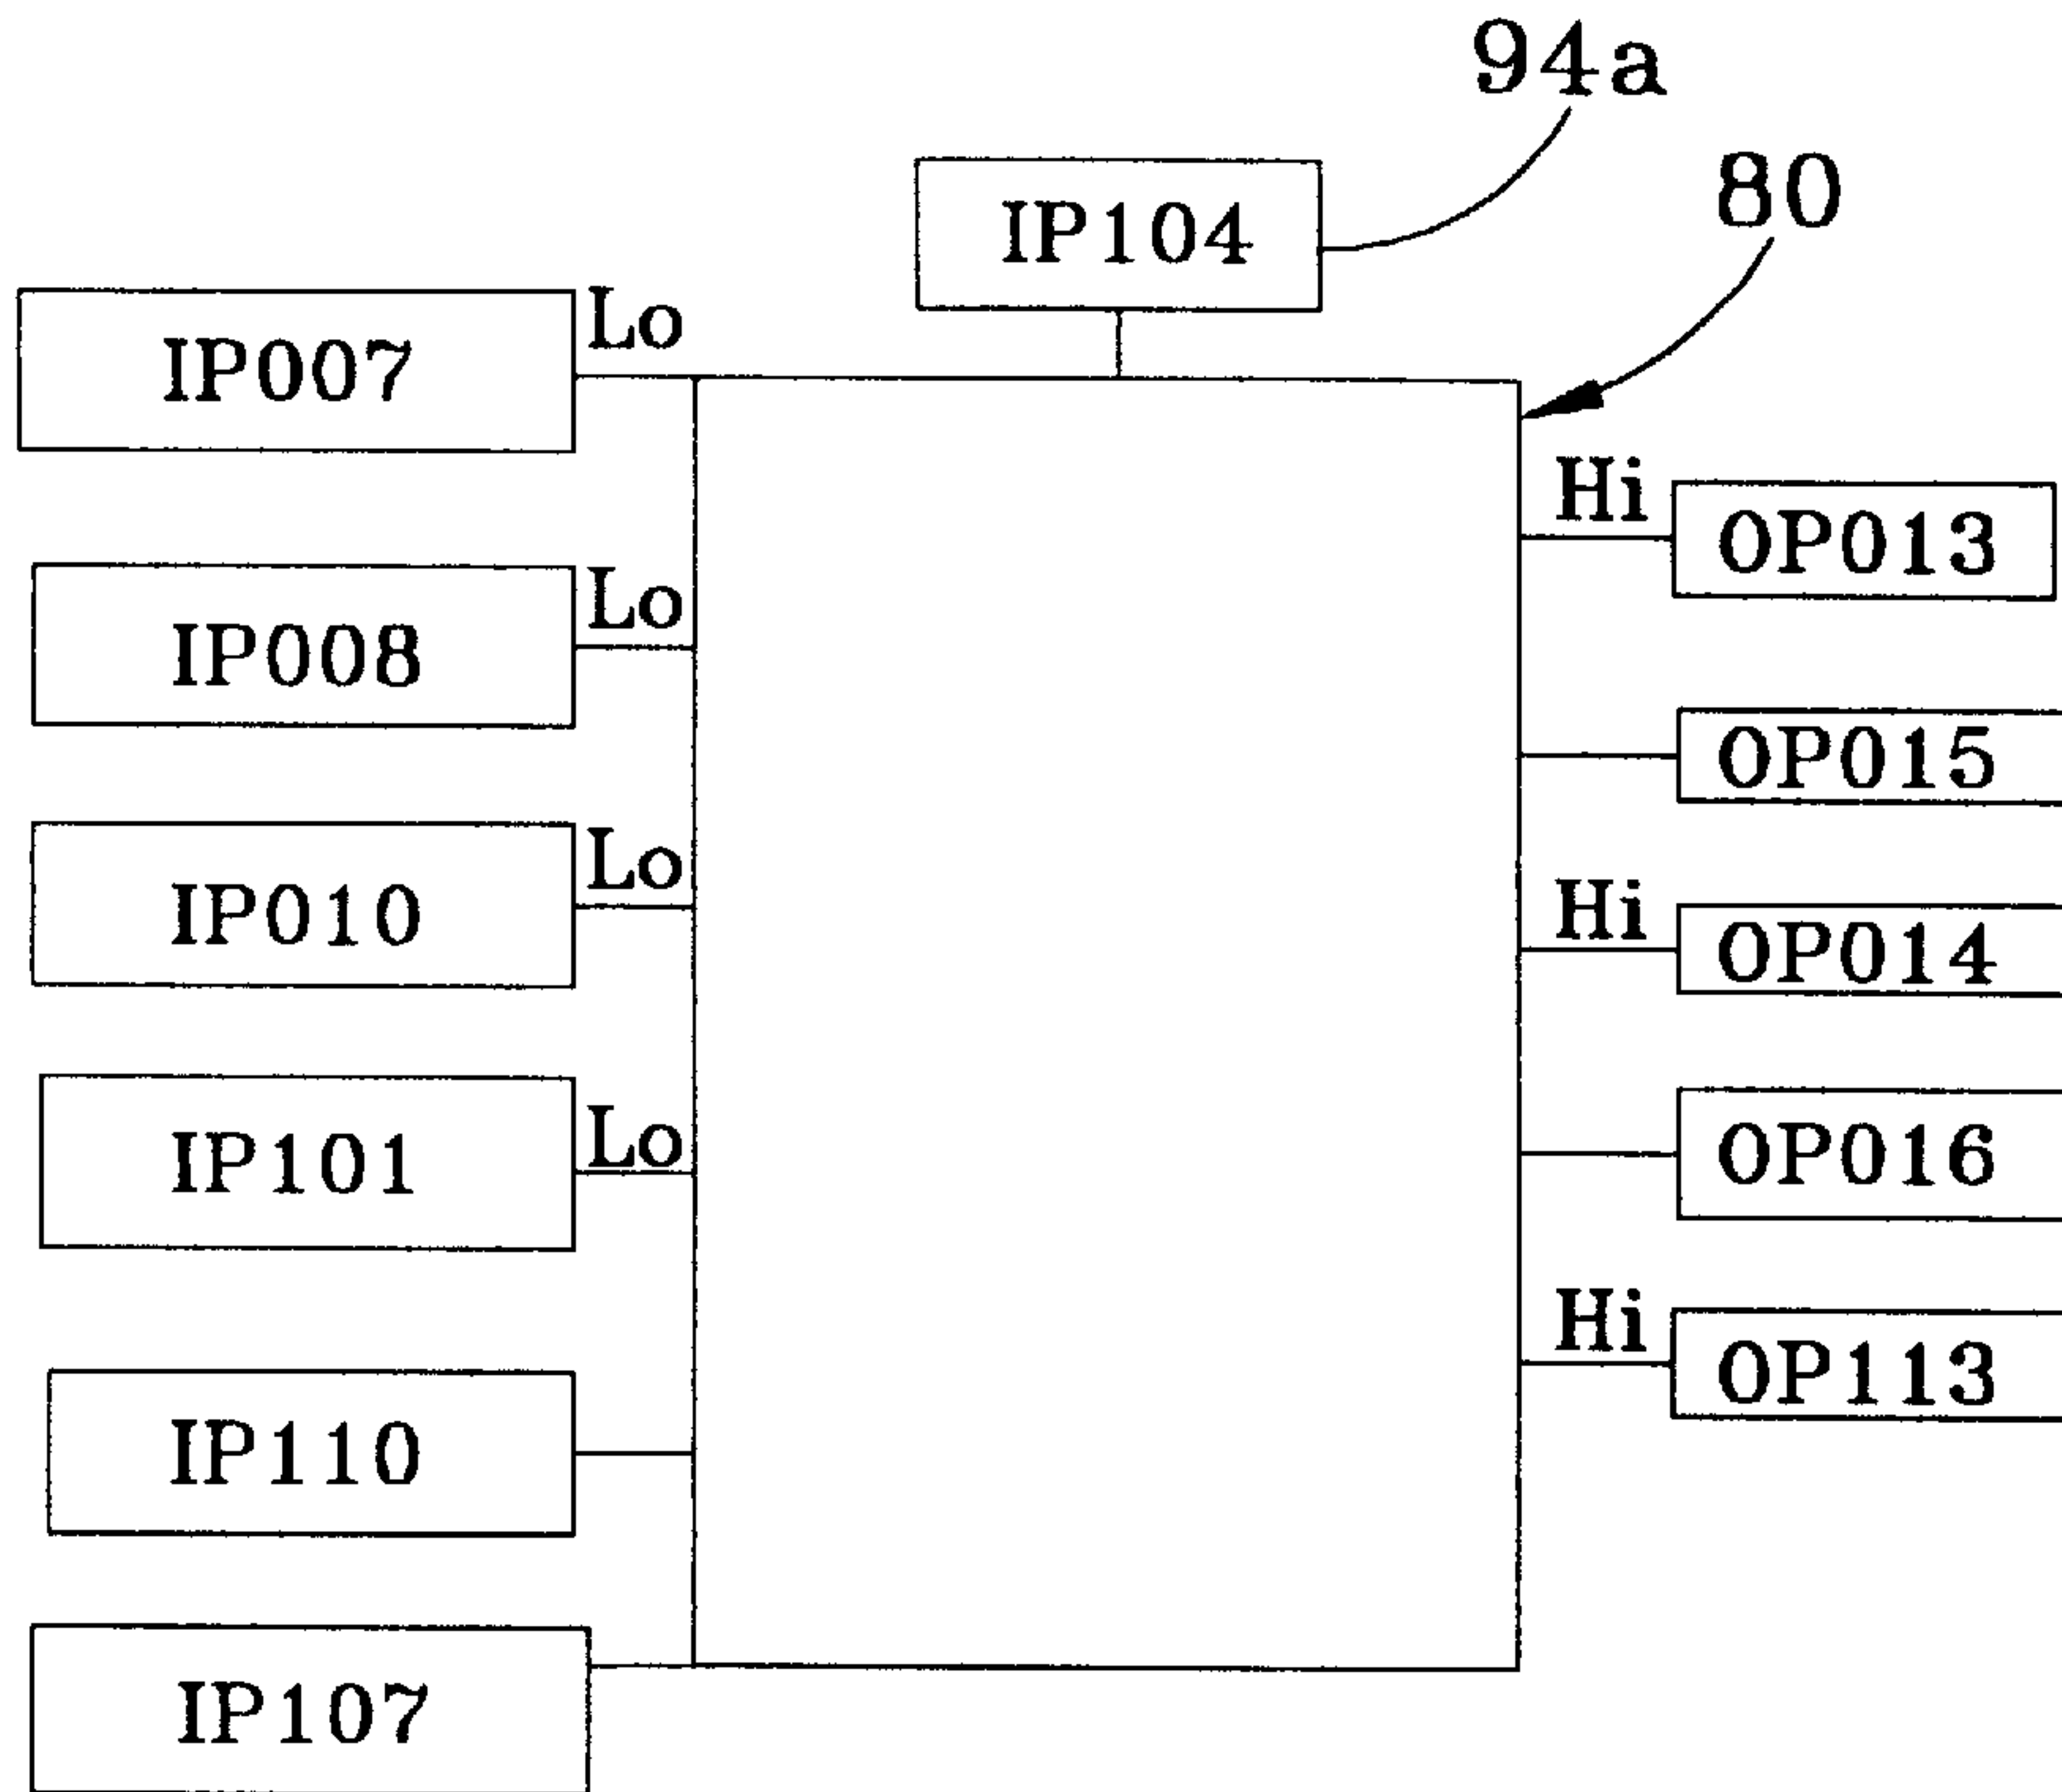 94a
80
IP104
IP007
Lo
IP008
Lo
IP010
Lo
IP101
Lo
IP110
IP107
Hi
OP013
OP015
Hi
OP014
OP016
Hi
OP113